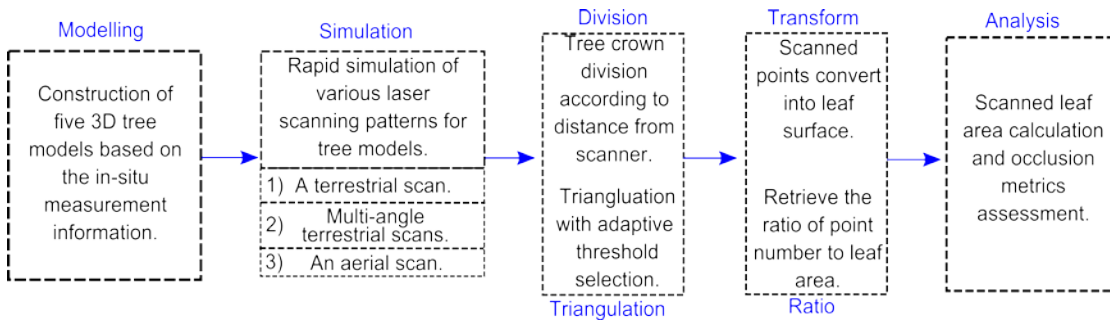 Modelling
Construction of
five 3D tree
models based on
the in-situ
measurement
information.
Simulation
Rapid simulation of
various laser
scanning patterns for
tree models.
1) A terrestrial scan.
2) Multi-angle
terrestrial scans.
3) An aerial scan.
Division
Tree crown
division
according to
distance from
scanner.
Triangluation
with adaptive
threshold
selection.
Triangulation
Transform
Scanned
points convert
into leaf
surface.
Retrieve the
ratio of point
number to leaf
area.
Ratio
Analysis
Scanned leaf
area calculation
and occlusion
metrics
assessment.